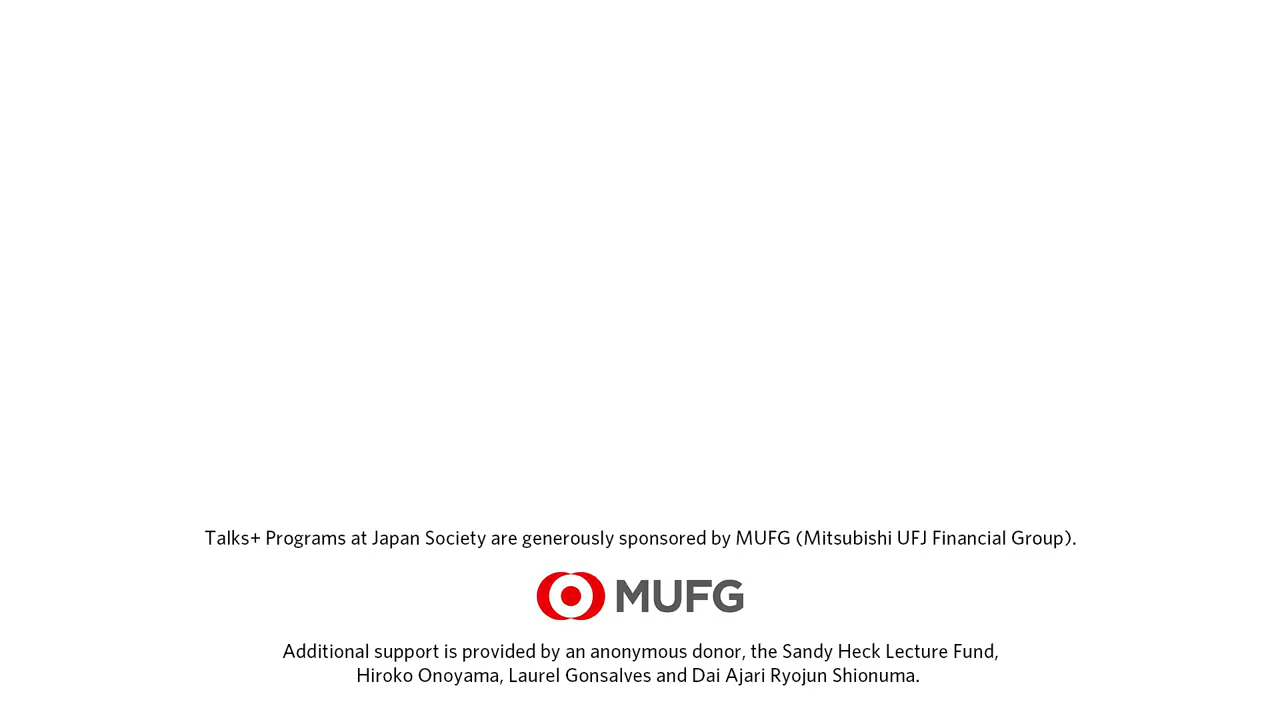 Talks+ Programs at Japan Society are generously sponsored by MUFG (Mitsubishi UFJ Financial Group).
MUFG
Additional support is provided by an anonymous donor, the Sandy Heck Lecture Fund,
Hiroko Onoyama, Laurel Gonsalves and Dai Ajari Ryojun Shionuma.